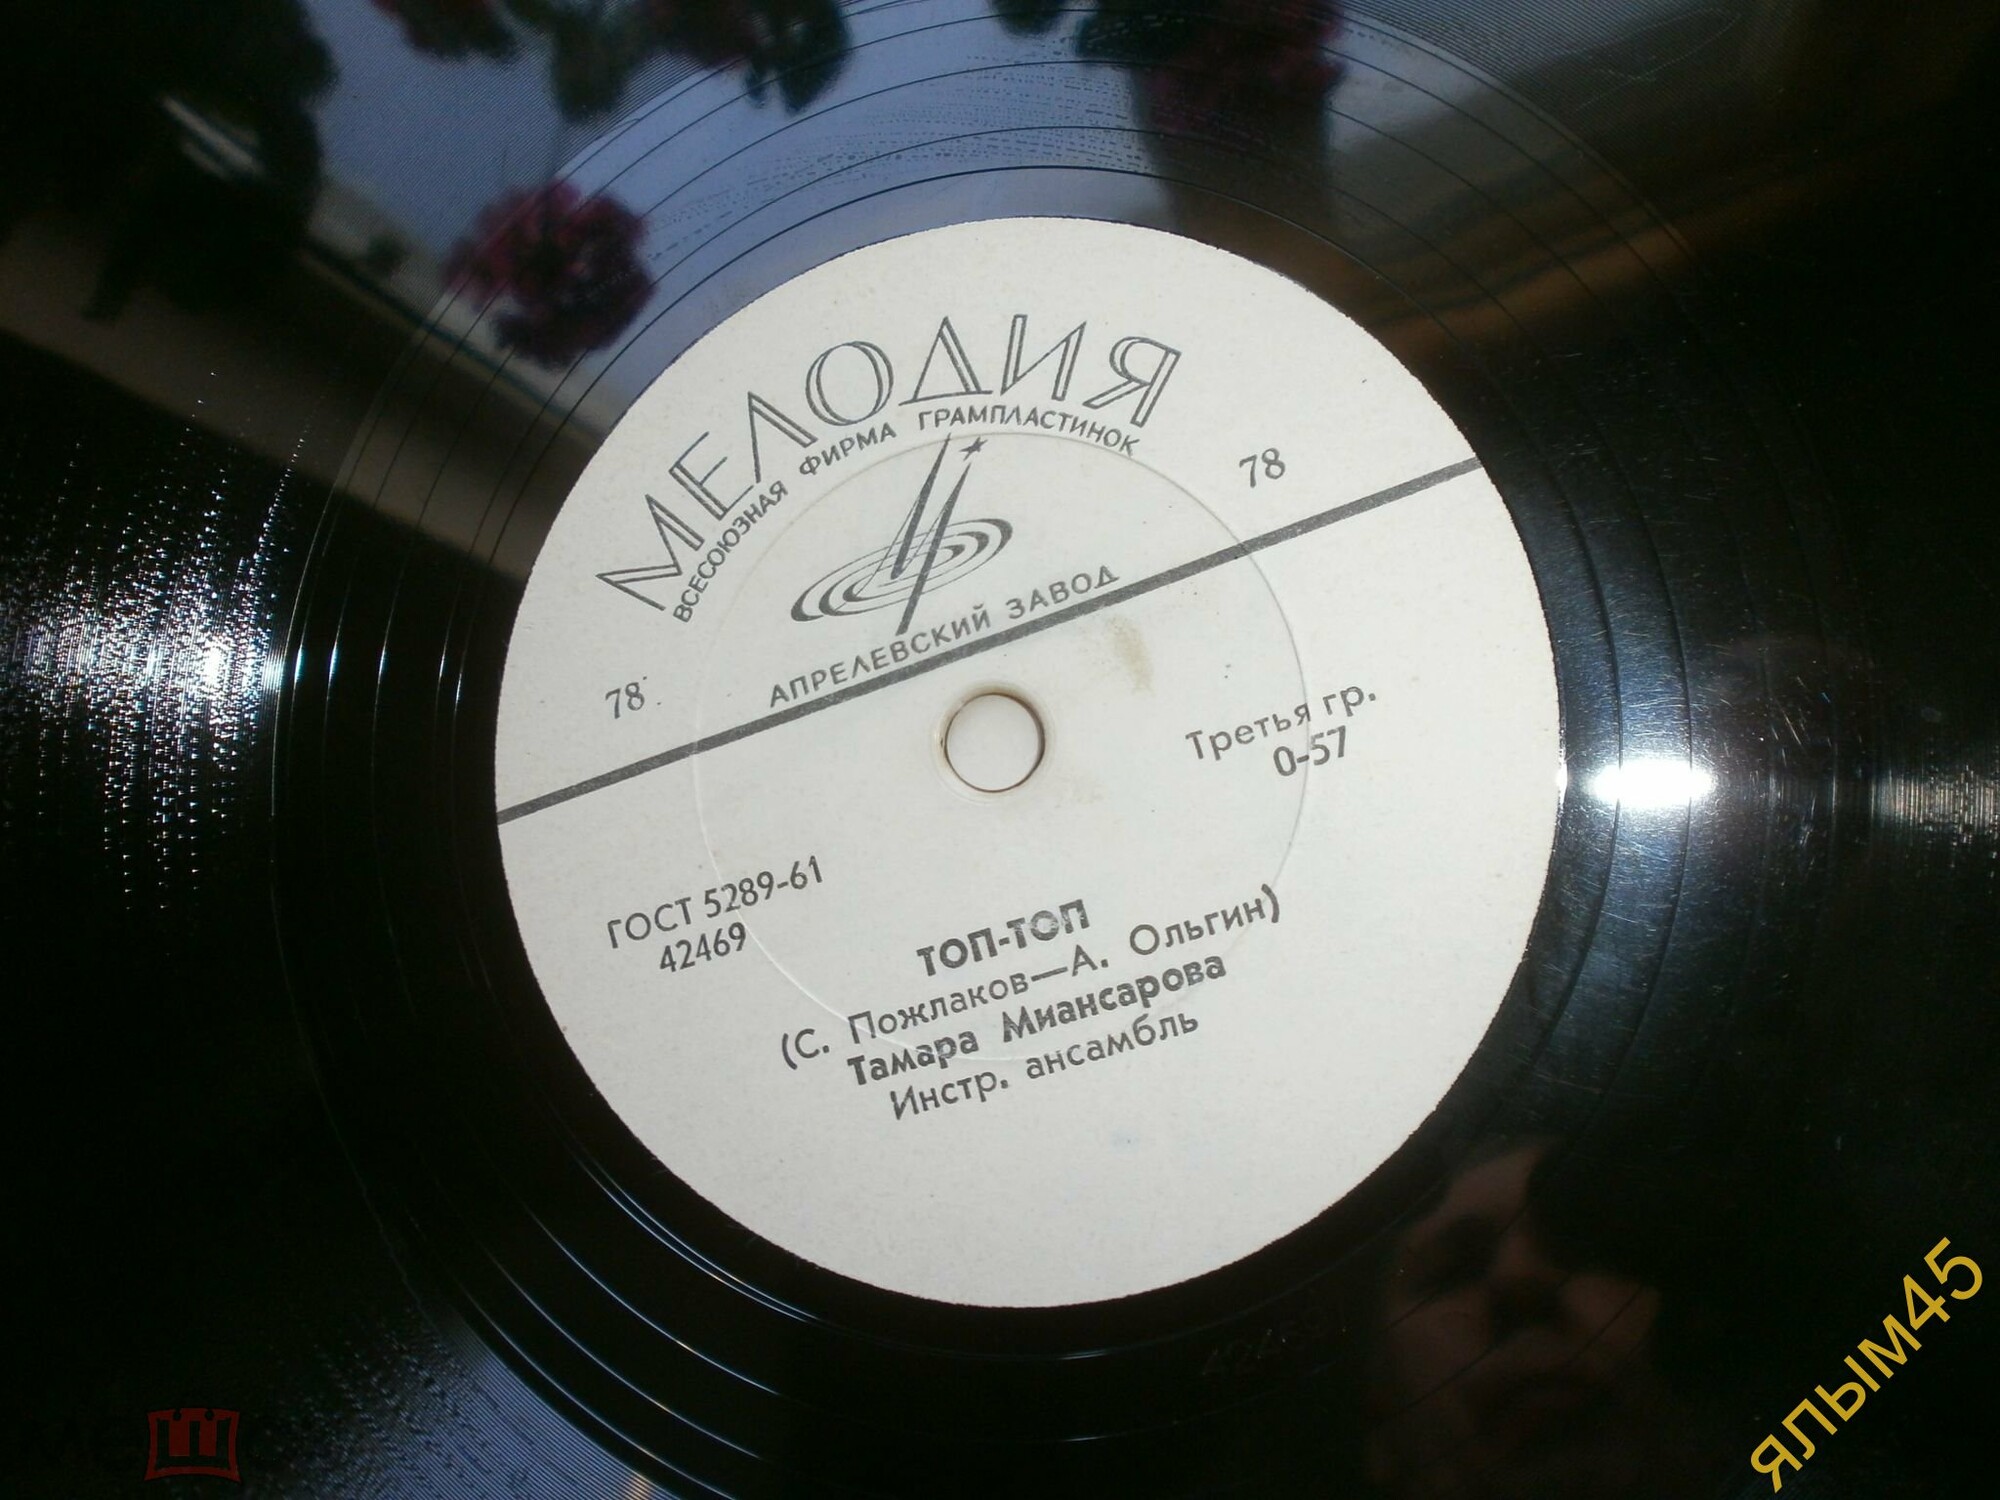 МЕЛОДИЯ
ВСЕСОЮЗНАЯ ФИРМА ГРАМПЛАСТИНОК
78
78
АПРЕЛЕВСКИЙ ЗАВОД
Третья гр.
0-57
ГОСТ 5289-61
42469
ТОП-ТОП
(С. Пожлаков—А. Ольгин)
Тамара Миансарова
Инстр. ансамбль
ялым45